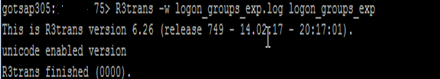 gotsap305: 75> R3trans -w logon_groups_exp.log logon_groups_exp
This is R3trans version 6.26 (release 749 - 14.02.17 - 20:17:01).
unicode enabled version
R3trans finished (0000).